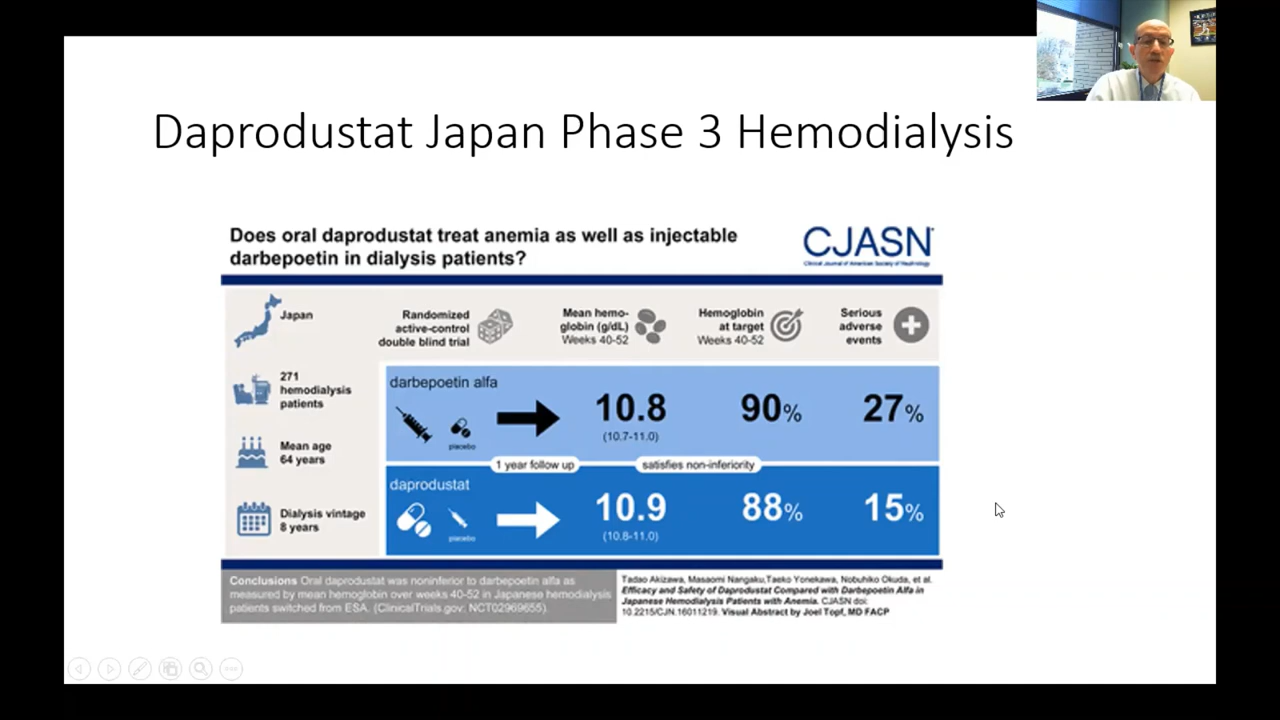 Daprodustat Japan Phase 3 Hemodialysis
Does oral daprodustat treat anemia as well as injectable
darbepoetin in dialysis patients?
CJASN
Clinical Journal of American Society of Nephrology
Japan
271
hemodialysis
patients
Mean age
64 years
Dialysis vintage
8 years
Randomized
active-control
double blind trial
Mean hemo-
globin (g/dL)
Weeks 40-52
Hemoglobin
at target
Weeks 40-52
Serious
adverse
events
darbepoetin alfa
placebo
10.8
(10.7-11.0)
90%
27%
1 year follow up
satisfies non-inferiority
daprodustat
placebo
10.9
(10.8-11.0)
88%
15%
Conclusions Oral daprodustat was noninferior to darbepoetin alfa as
measured by mean hemoglobin over weeks 40-52 in Japanese hemodialysis
patients switched from ESA. (ClinicalTrials.gov: NCT02969655).
Tadao Akizawa, Masaomi Nangaku,Taeko Yonekawa, Nobuhiko Okuda, et al.
Efficacy and Safety of Daprodustat Compared with Darbepoetin Alfa in
Japanese Hemodialysis Patients with Anemia. CJASN doi:
10.2215/CJN.16011219. Visual Abstract by Joel Topf, MD FACP